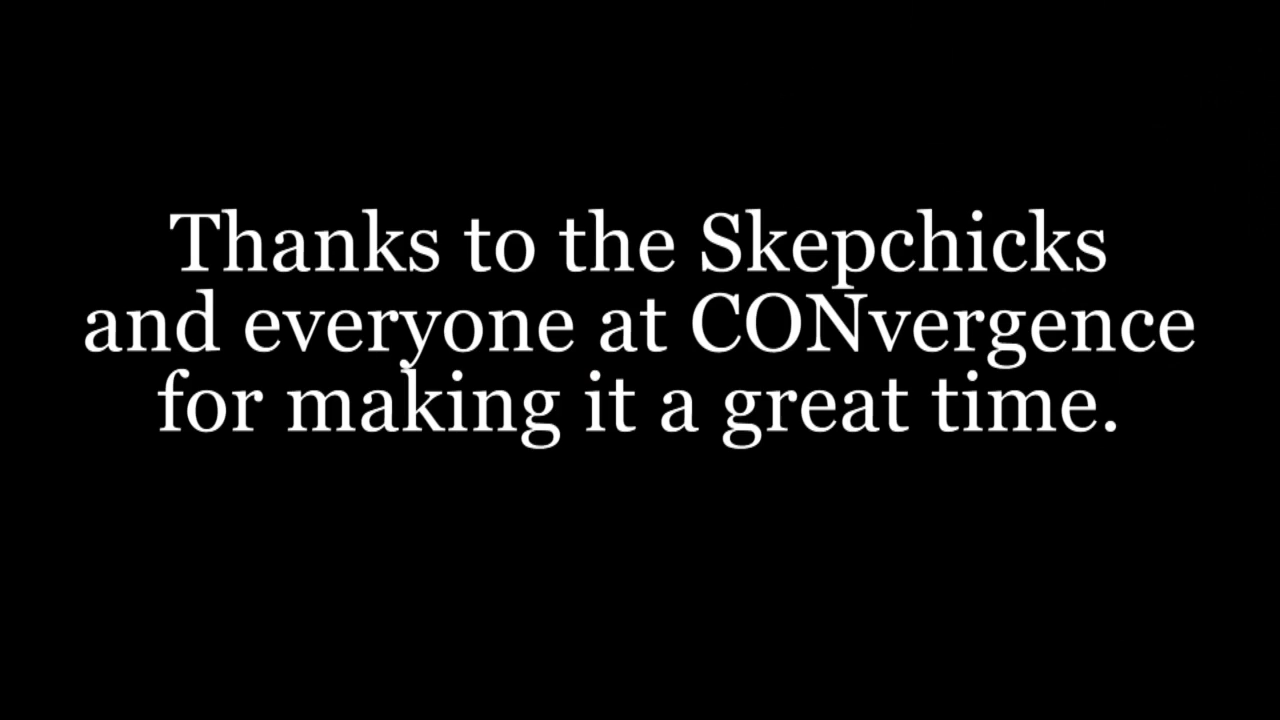 Thanks to the Skepchicks
and everyone at CONvergence
for making it a great time.